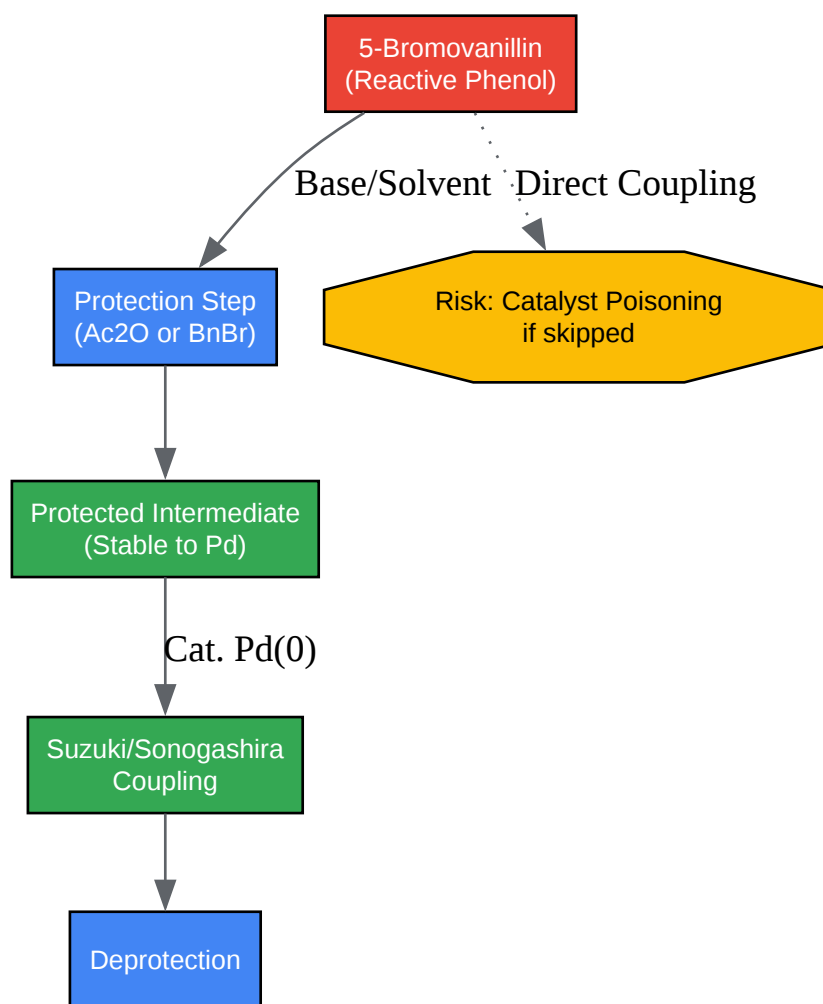 5-Bromovanillin
(Reactive Phenol)
Base/Solvent
Direct Coupling
Protection Step
(Ac2O or BnBr)
Risk: Catalyst Poisoning
if skipped
Protected Intermediate
(Stable to Pd)
Cat. Pd(0)
Suzuki/Sonogashira
Coupling
Deprotection